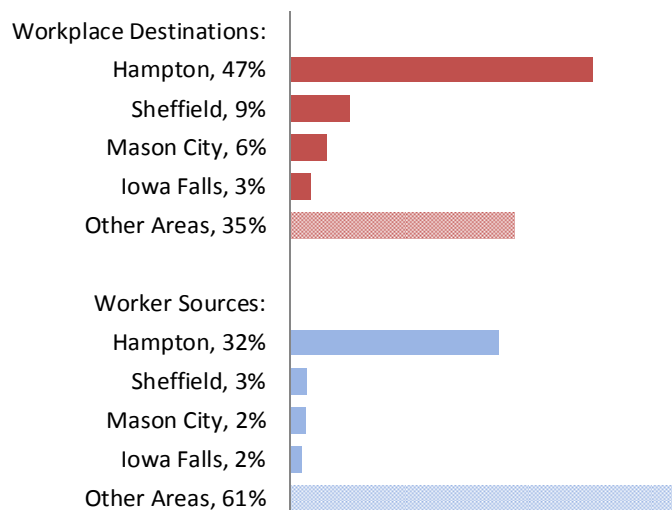 Workplace Destinations:
Hampton, 47%
Sheffield, 9%
Mason City, 6%
Iowa Falls, 3%
Other Areas, 35%
Worker Sources:
Hampton, 32%
Sheffield, 3%
Mason City, 2%
Iowa Falls, 2%
Other Areas, 61%